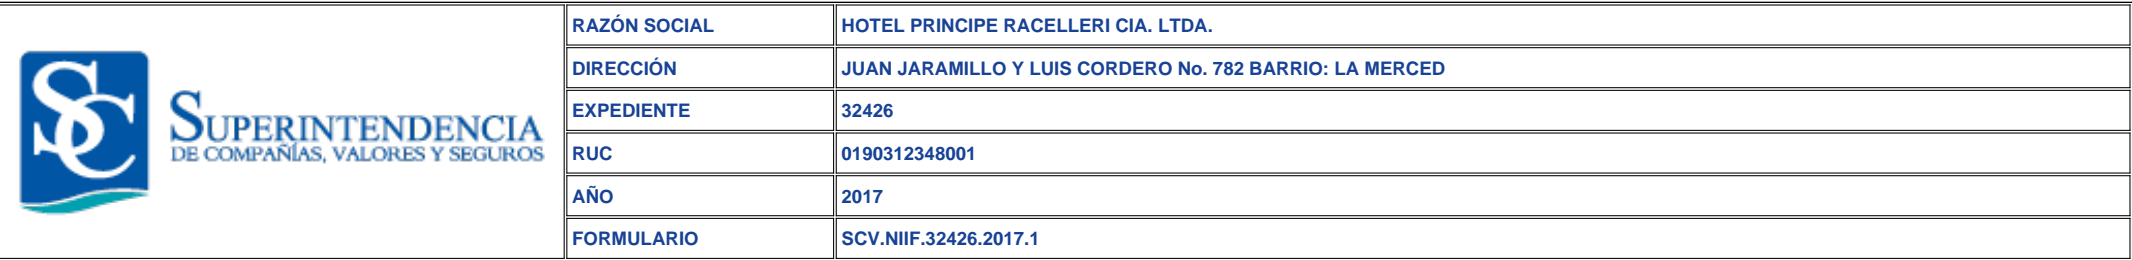 SC
SUPERINTENDENCIA
DE COMPAÑÍAS, VALORES Y SEGUROS
RAZÓN SOCIAL HOTEL PRINCIPE RACELLERI CIA. LTDA.
DIRECCIÓN JUAN JARAMILLO Y LUIS CORDERO No. 782 BARRIO: LA MERCED
EXPEDIENTE 32426
RUC 0190312348001
AÑO 2017
FORMULARIO SCV.NIIF.32426.2017.1